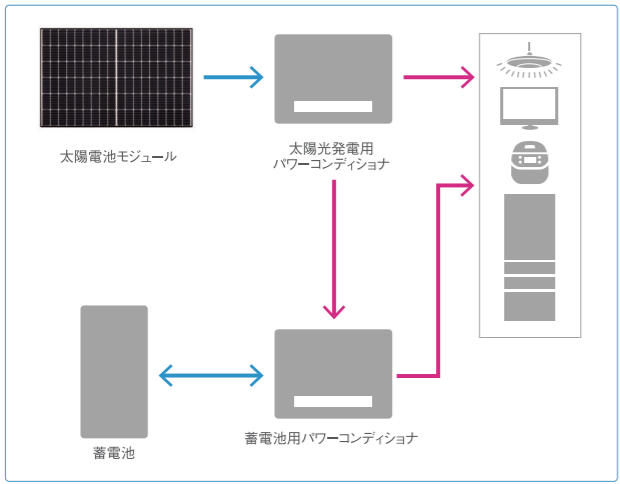 太陽電池モジュール
太陽光発電用
パワーコンディショナ
蓄電池
蓄電池用パワーコンディショナ